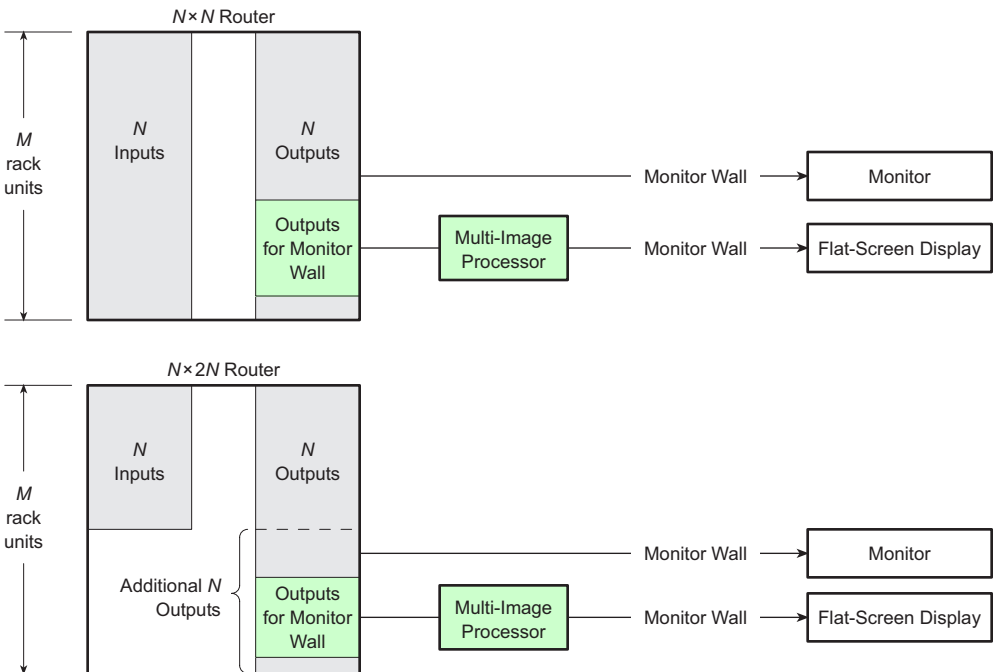 N×N Router
M
rack
units
N
Inputs
N
Outputs
Outputs
for Monitor
Wall
Monitor Wall
Monitor
Multi-Image
Processor
Monitor Wall
Flat-Screen Display
N×2N Router
M
rack
units
N
Inputs
N
Outputs
Additional N
Outputs
Outputs
for Monitor
Wall
Monitor Wall
Monitor
Multi-Image
Processor
Monitor Wall
Flat-Screen Display